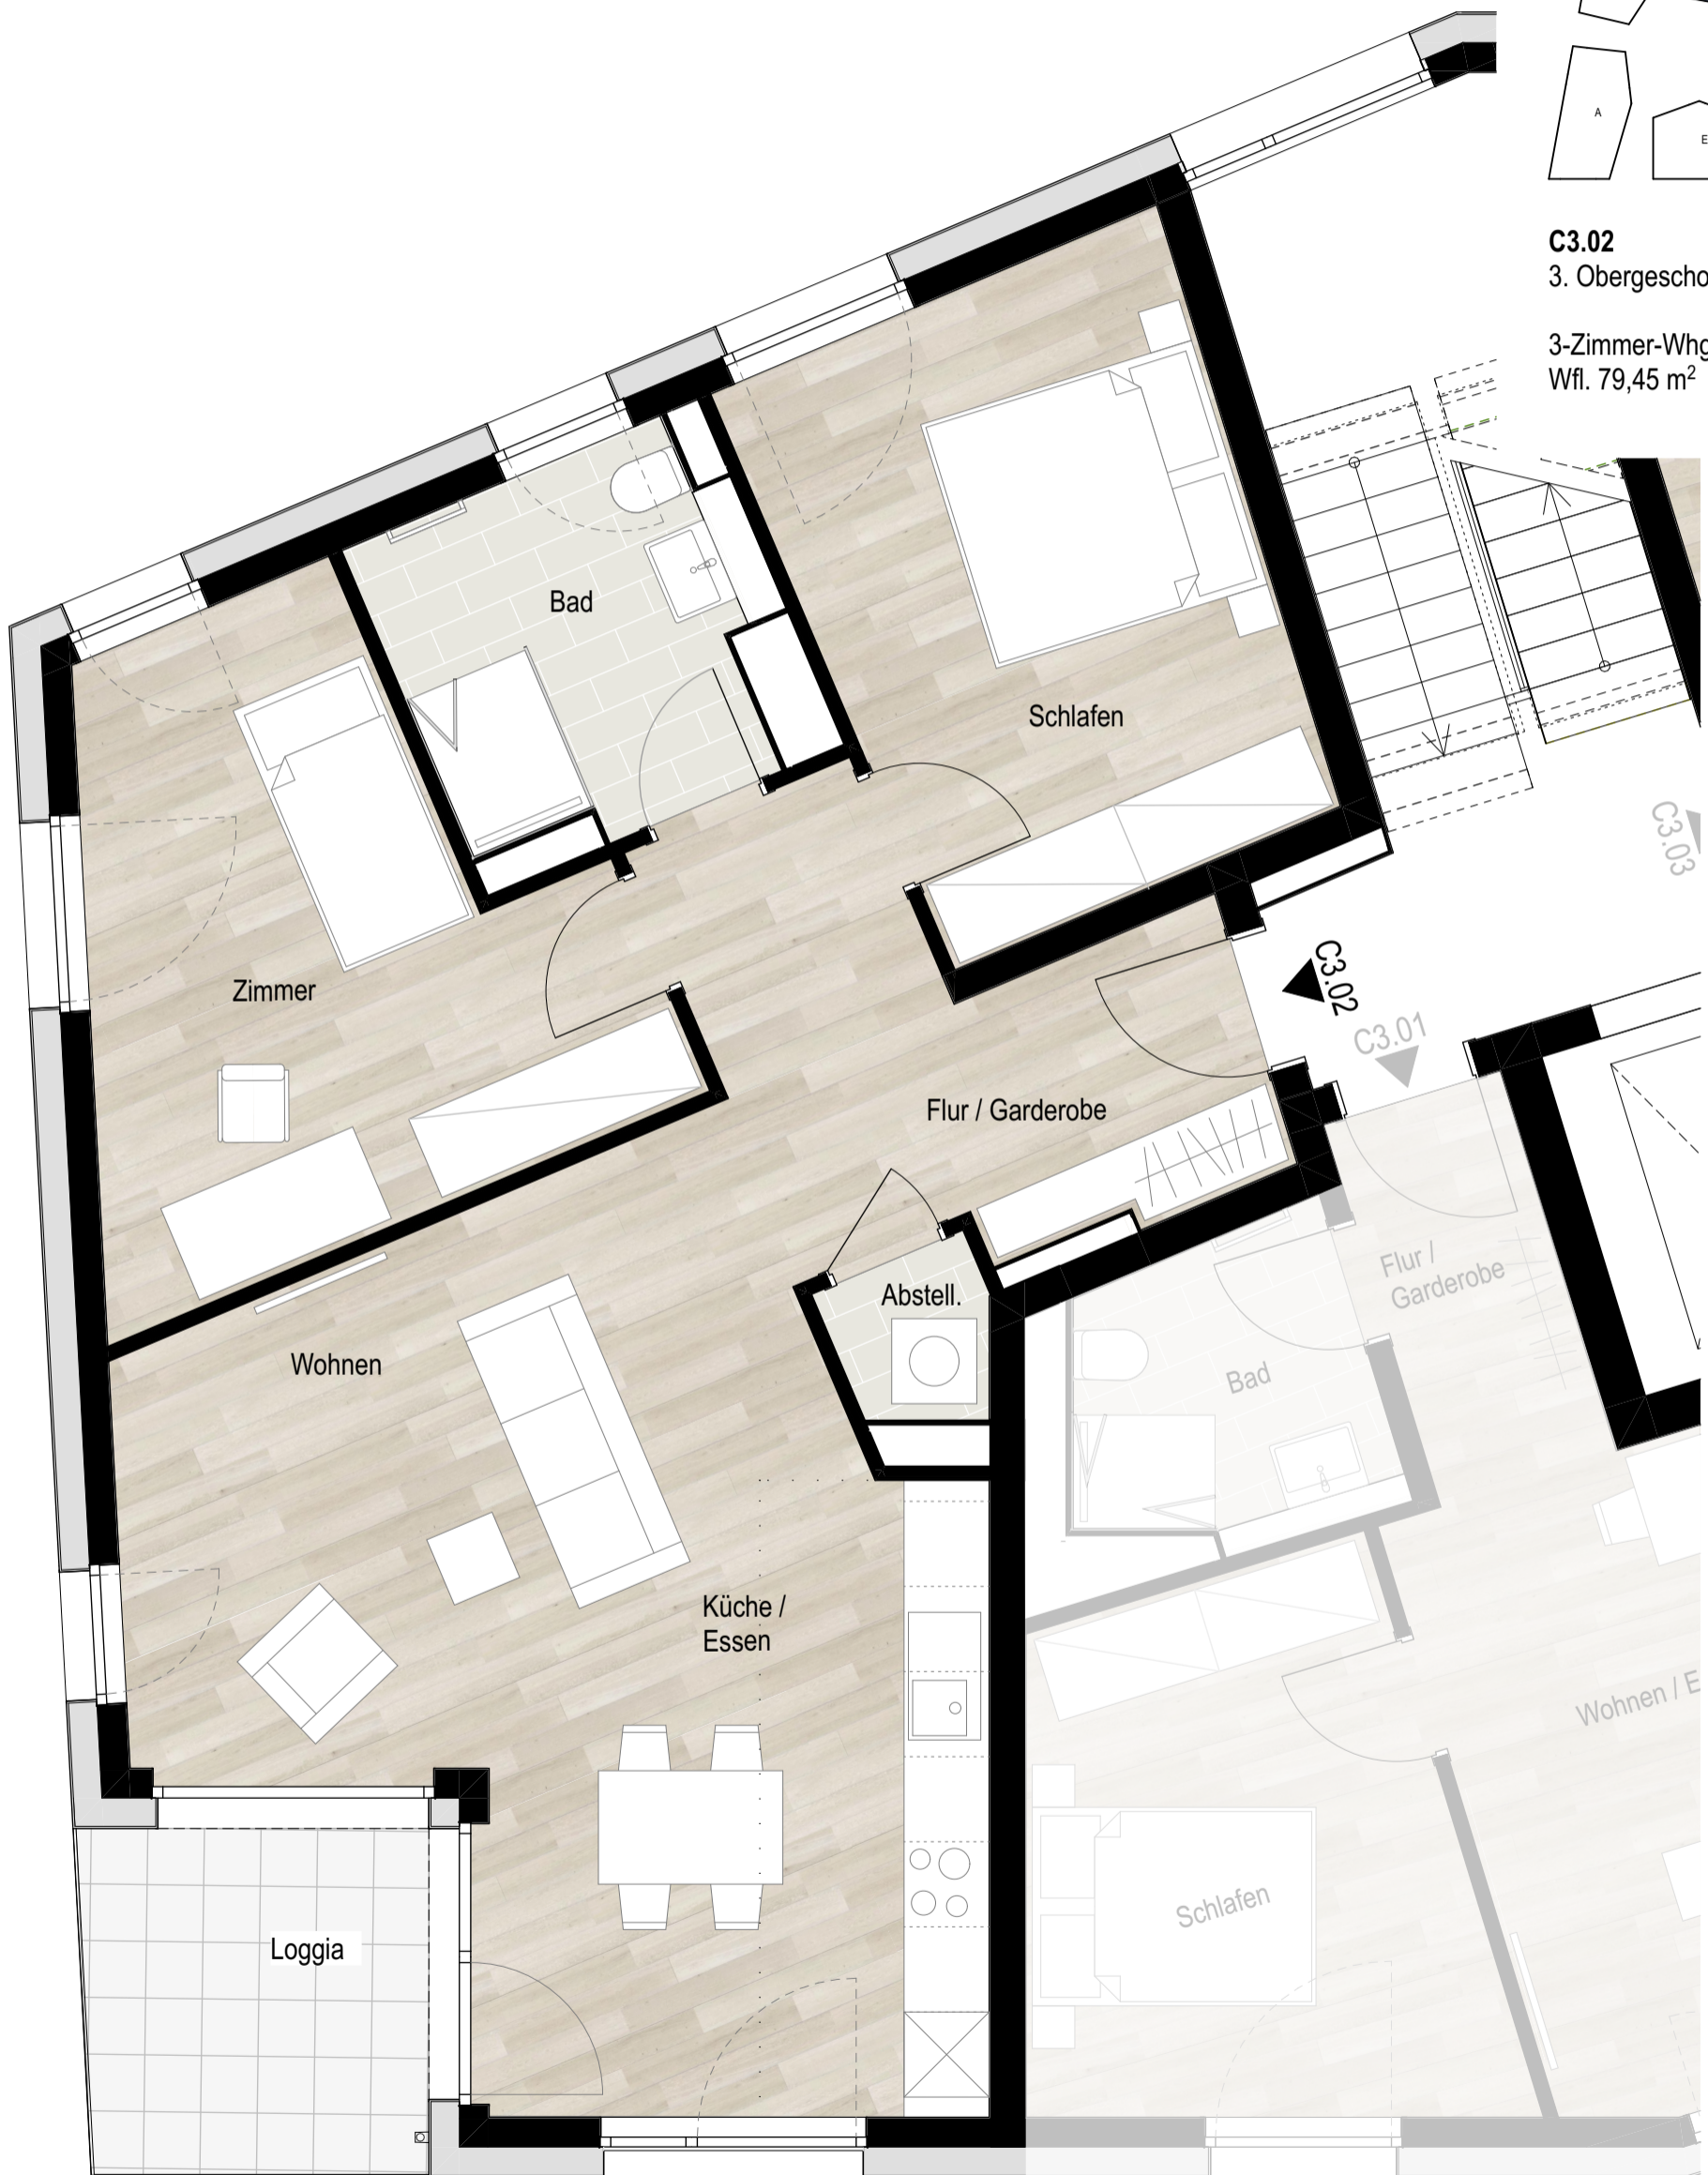 A
E
C3.02
3. Obergescho
3-Zimmer-Whg
Wfl. 79,45 m²
Bad
Schlafen
C3.03
Zimmer
C3.02
C3.01
Flur / Garderobe
Flur /
Garderobe
Abstell.
Wohnen
Bad
Küche /
Essen
Wohnen / E
Schlafen
Loggia